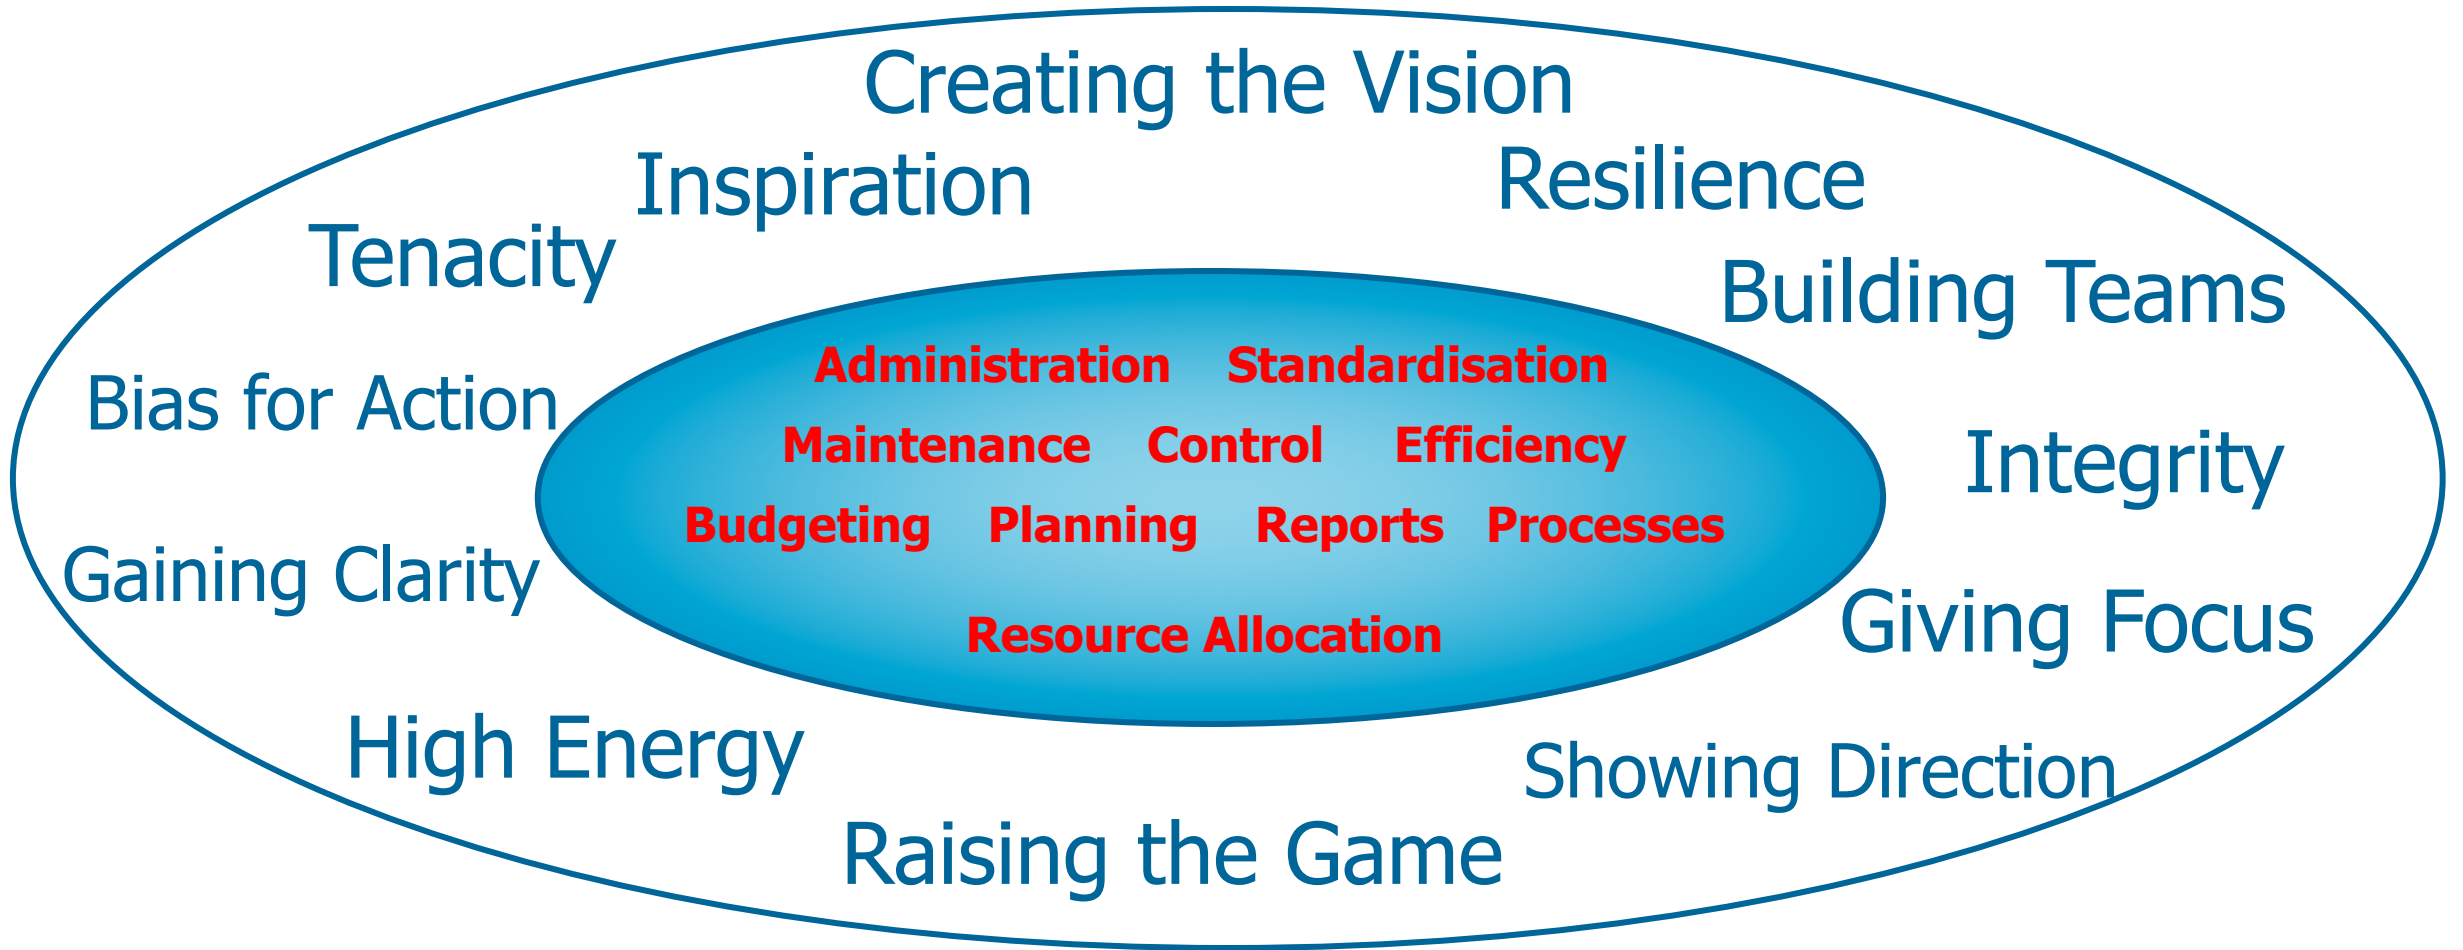 Creating the Vision
Inspiration
Resilience
Tenacity
Building Teams
Administration Standardisation
Bias for Action
Maintenance Control Efficiency
Integrity
Budgeting Planning Reports Processes
Gaining Clarity
Giving Focus
Resource Allocation
High Energy
Showing Direction
Raising the Game